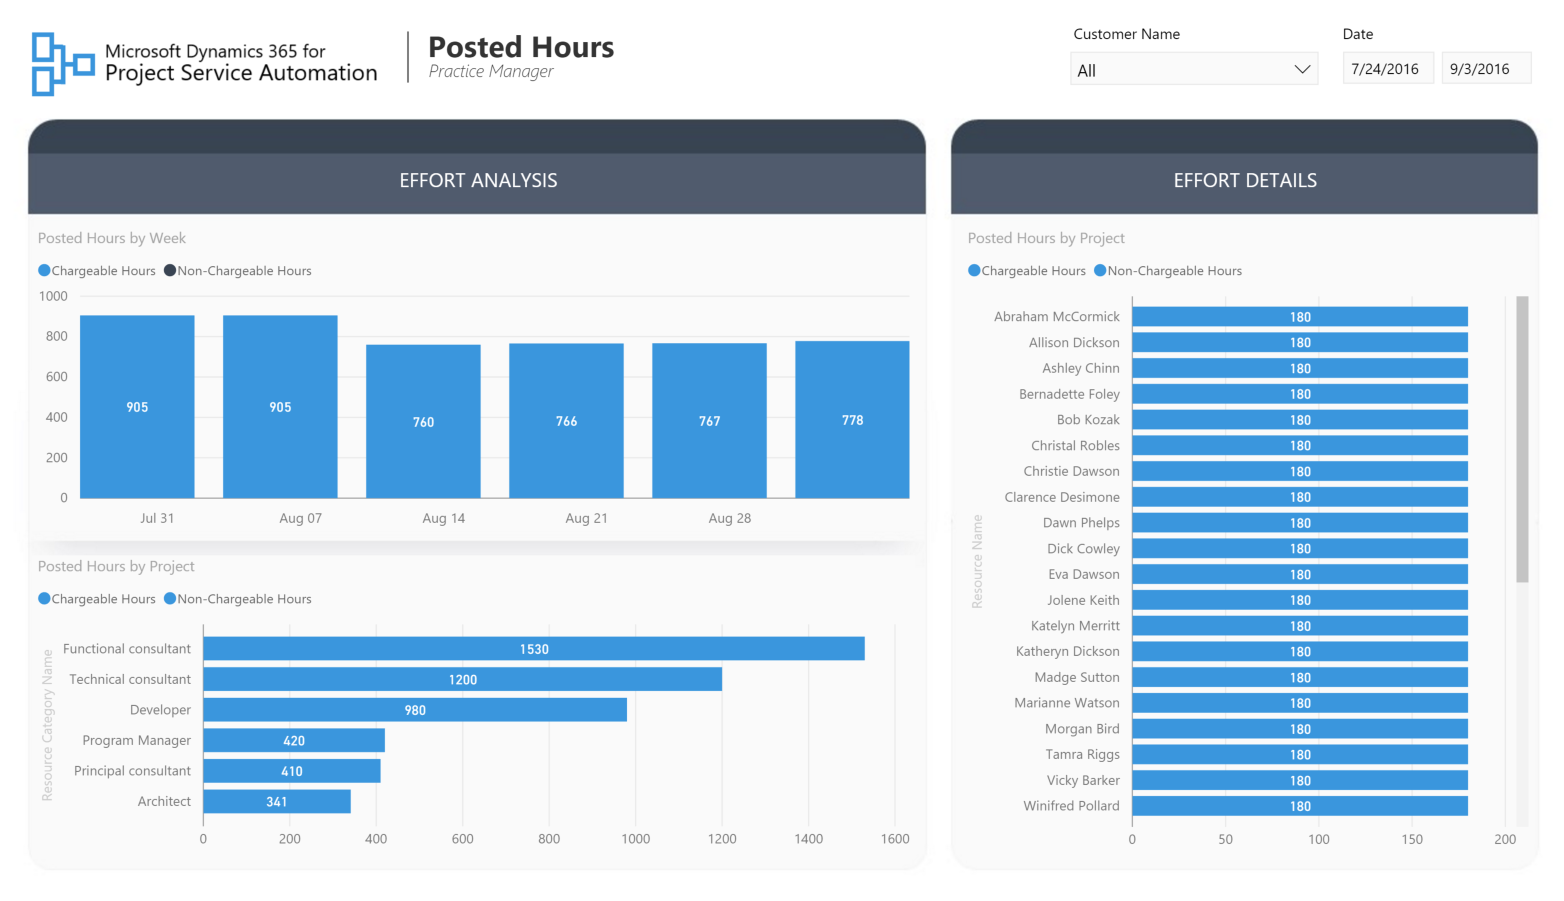 Microsoft Dynamics 365 for
Project Service Automation
Posted Hours
Practice Manager
Customer Name
All
Date
7/24/2016 9/3/2016
EFFORT ANALYSIS
Posted Hours by Week
Chargeable Hours Non-Chargeable Hours
1000
800
600
400
200
0
905 905 760 766 767 778
Jul 31 Aug 07 Aug 14 Aug 21 Aug 28
Posted Hours by Project
Chargeable Hours Non-Chargeable Hours
Resource Category Name
Functional consultant 1530
Technical consultant 1200
Developer 980
Program Manager 420
Principal consultant 410
Architect 341
0 200 400 600 800 1000 1200 1400 1600
EFFORT DETAILS
Posted Hours by Project
Chargeable Hours Non-Chargeable Hours
Resource Name
Abraham McCormick 180
Allison Dickson 180
Ashley Chinn 180
Bernadette Foley 180
Bob Kozak 180
Christal Robles 180
Christie Dawson 180
Clarence Desimone 180
Dawn Phelps 180
Dick Cowley 180
Eva Dawson 180
Jolene Keith 180
Katelyn Merritt 180
Katheryn Dickson 180
Madge Sutton 180
Marianne Watson 180
Morgan Bird 180
Tamra Riggs 180
Vicky Barker 180
Winifred Pollard 180
0 50 100 150 200